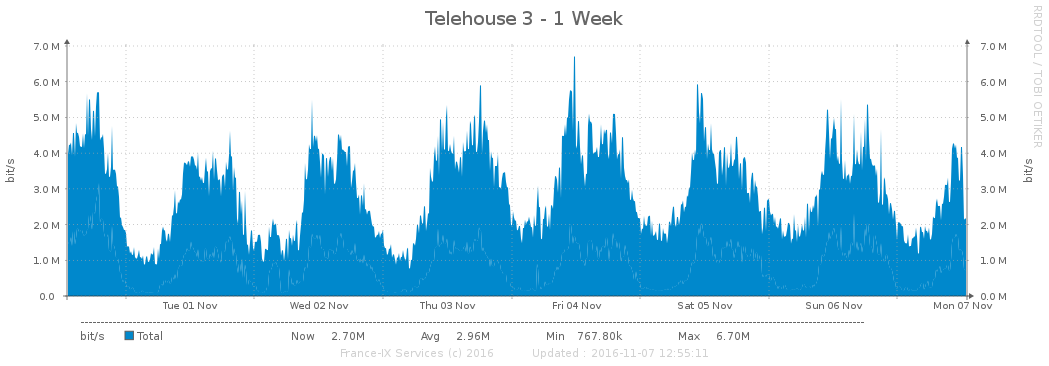 Telehouse 3 - 1 Week
RRDTOOL / TOBI OETIKER
bit/s
7.0 M 7.0 M
6.0 M 6.0 M
5.0 M 5.0 M
4.0 M 4.0 M
3.0 M 3.0 M
2.0 M 2.0 M
1.0 M 1.0 M
0.0 0.0 M
bit/s
Tue 01 Nov Wed 02 Nov Thu 03 Nov Fri 04 Nov Sat 05 Nov Sun 06 Nov Mon 07 Nov
bit/s Total Now 2.70M Avg 2.96M Min 767.80k Max 6.70M
France-IX Services (c) 2016 Updated : 2016-11-07 12:55:11